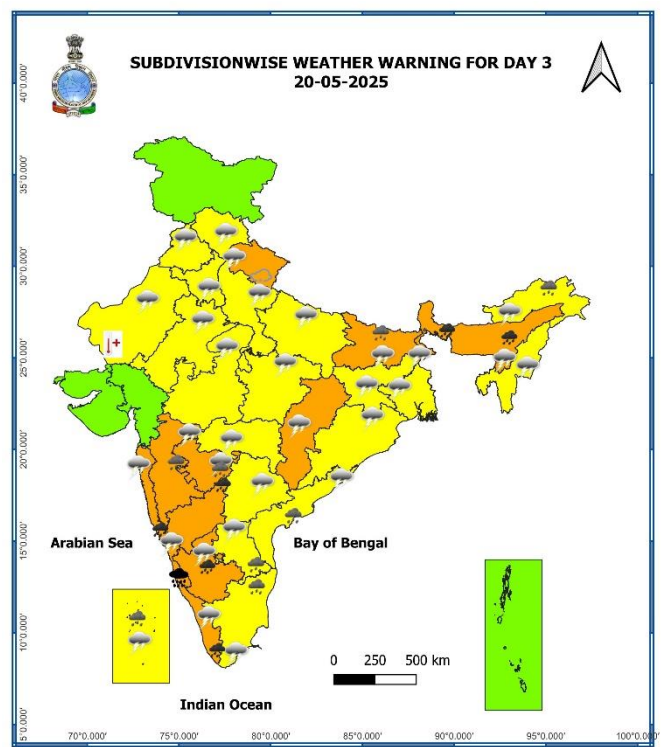 SUBDIVISIONWISE WEATHER WARNING FOR DAY 3
20-05-2025
40°0.000'
35°0.000'
30°0.000'
25°0.000'
20°0.000'
15°0.000'
10°0.000'
5°0.000'
Arabian Sea
Bay of Bengal
0 250 500 km
Indian Ocean
70°0.000' 75°0.000' 80°0.000' 85°0.000' 90°0.000' 95°0.000' 100°0.000'